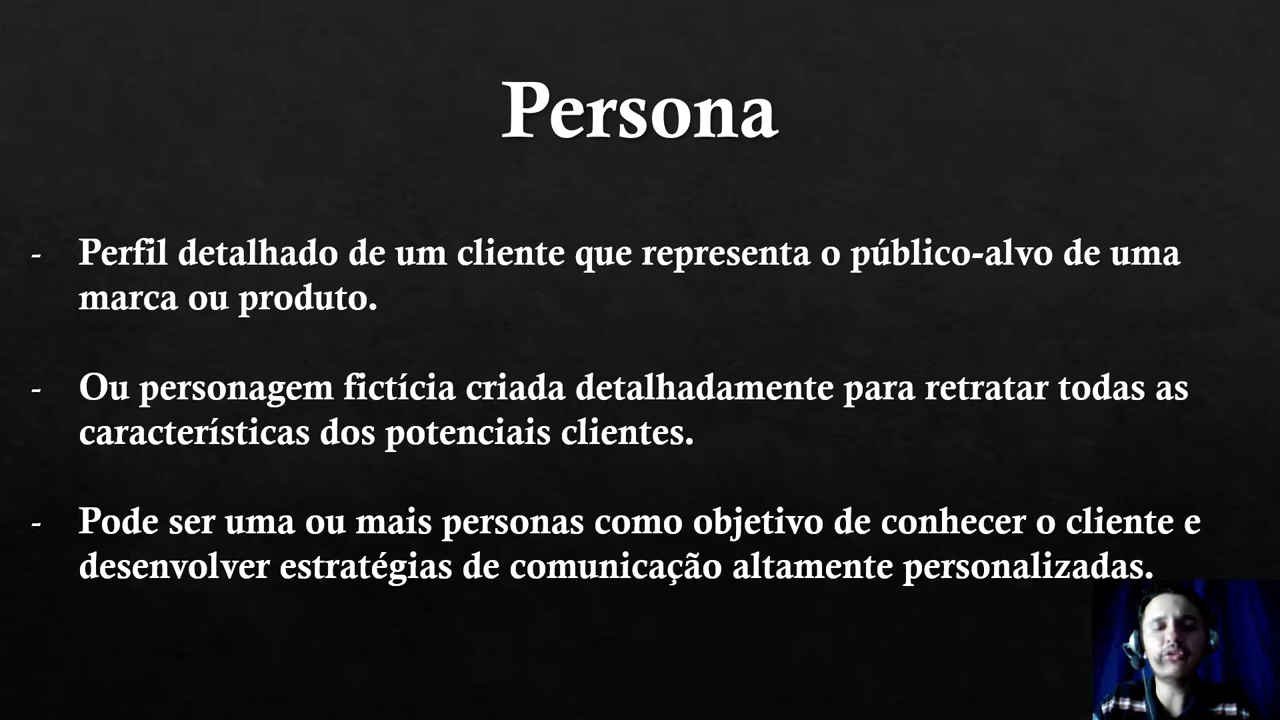 Persona
- Perfil detalhado de um cliente que representa o público-alvo de uma
marca ou produto.
- Ou personagem fictícia criada detalhadamente para retratar todas as
características dos potenciais clientes.
- Pode ser uma ou mais personas como objetivo de conhecer o cliente e
desenvolver estratégias de comunicação altamente personalizadas.